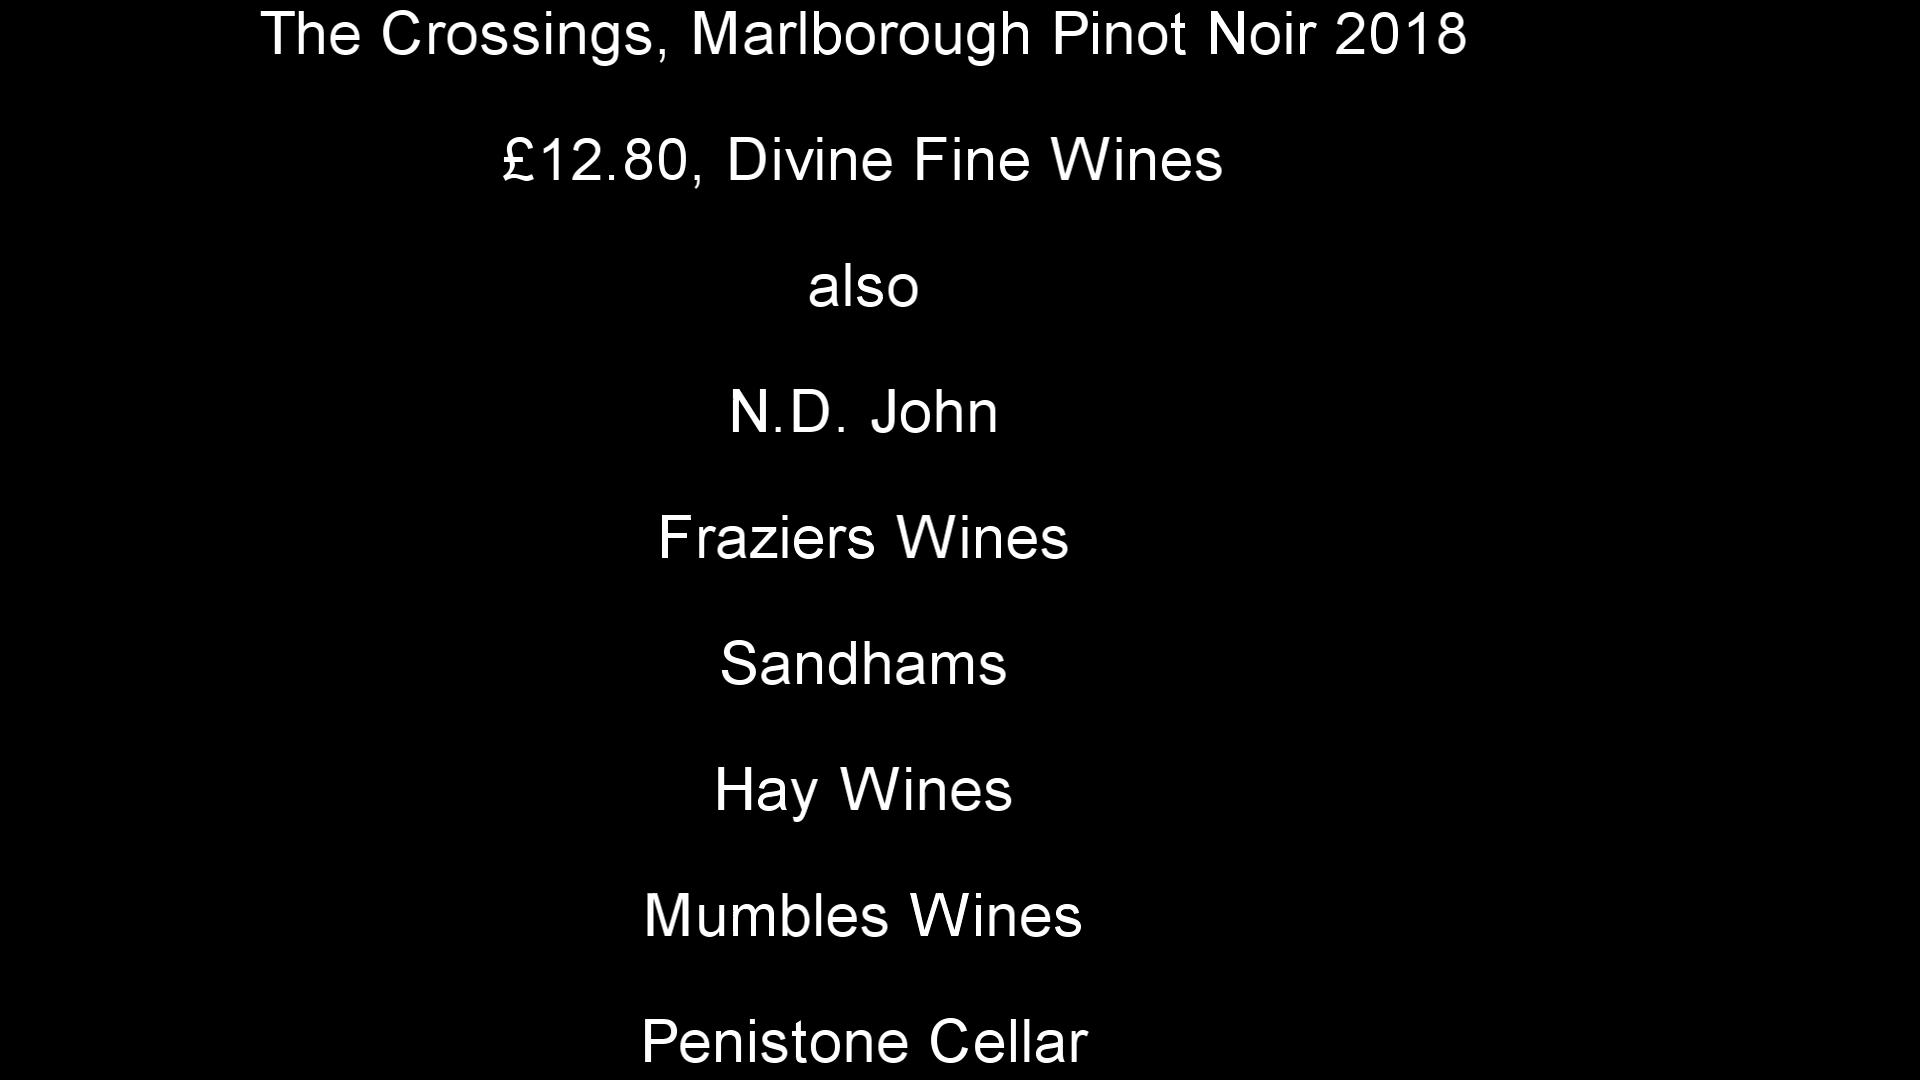 The Crossings, Marlborough Pinot Noir 2018
£12.80, Divine Fine Wines
also
N.D. John
Fraziers Wines
Sandhams
Hay Wines
Mumbles Wines
Penistone Cellar